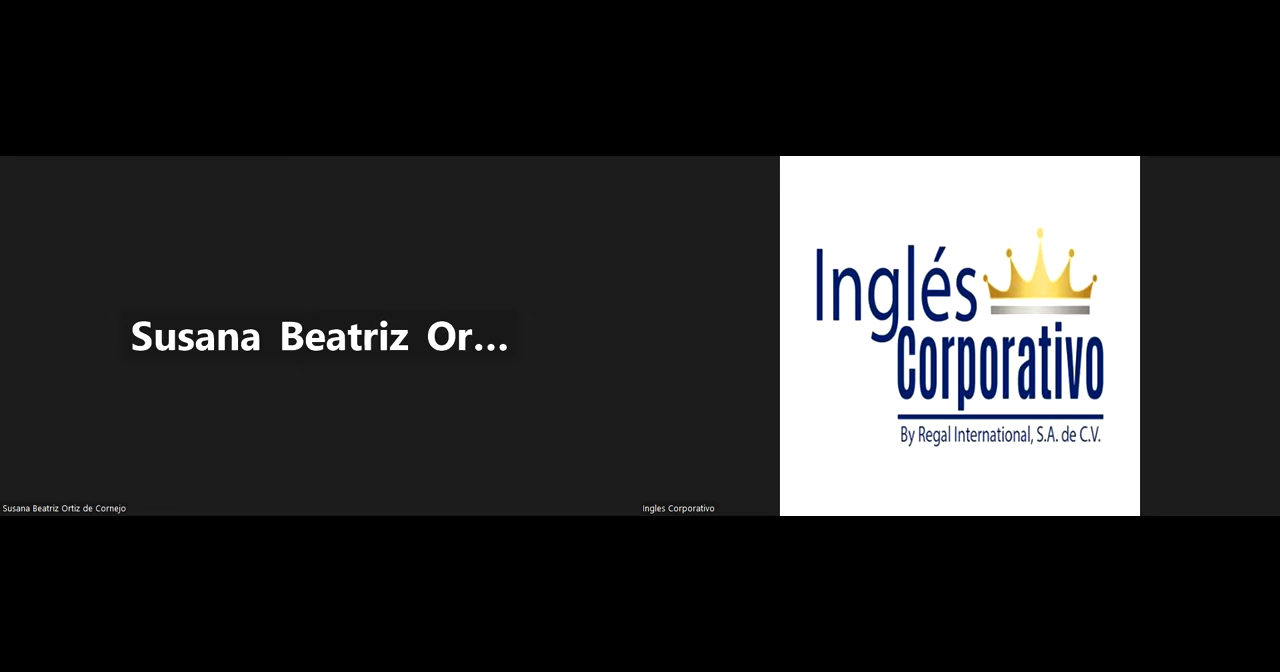 Susana Beatriz Or...
Susana Beatriz Ortiz de Cornejo
Inglés
Corporativo
By Regal International, S.A. de C.V.
Ingles Corporativo